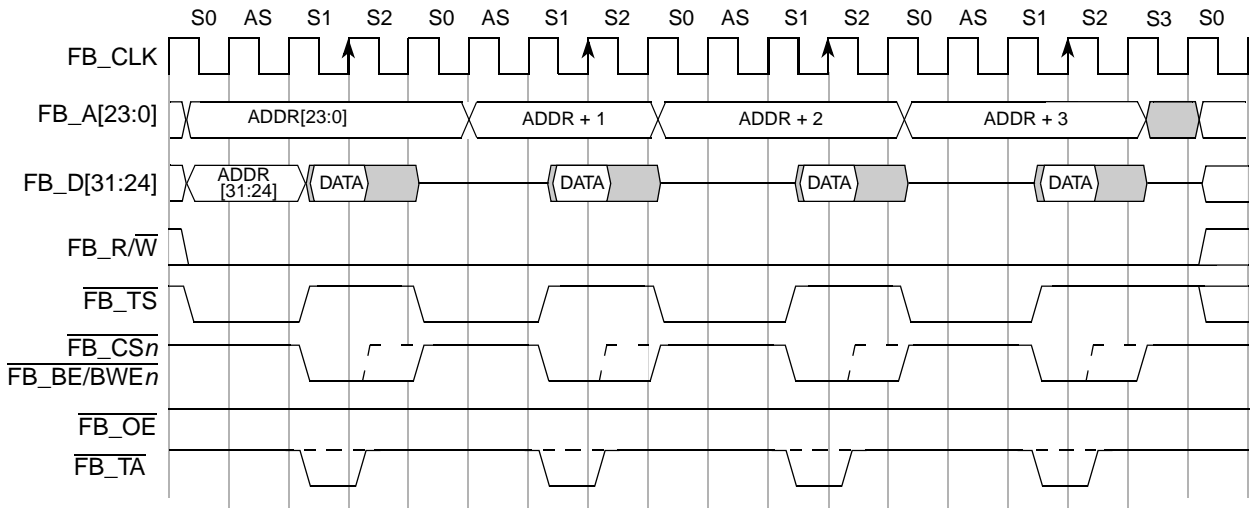 S0 AS S1 S2 S0 AS S1 S2 S0 AS S1 S2 S0 AS S1 S2 S3 S0
FB_CLK
FB_A[23:0] ADDR[23:0] ADDR + 1 ADDR + 2 ADDR + 3
FB_D[31:24] ADDR [31:24] DATA DATA DATA DATA
FB_R/W
FB_TS
FB_CSn
FB_BE/BWEn
FB_OE
FB_TA